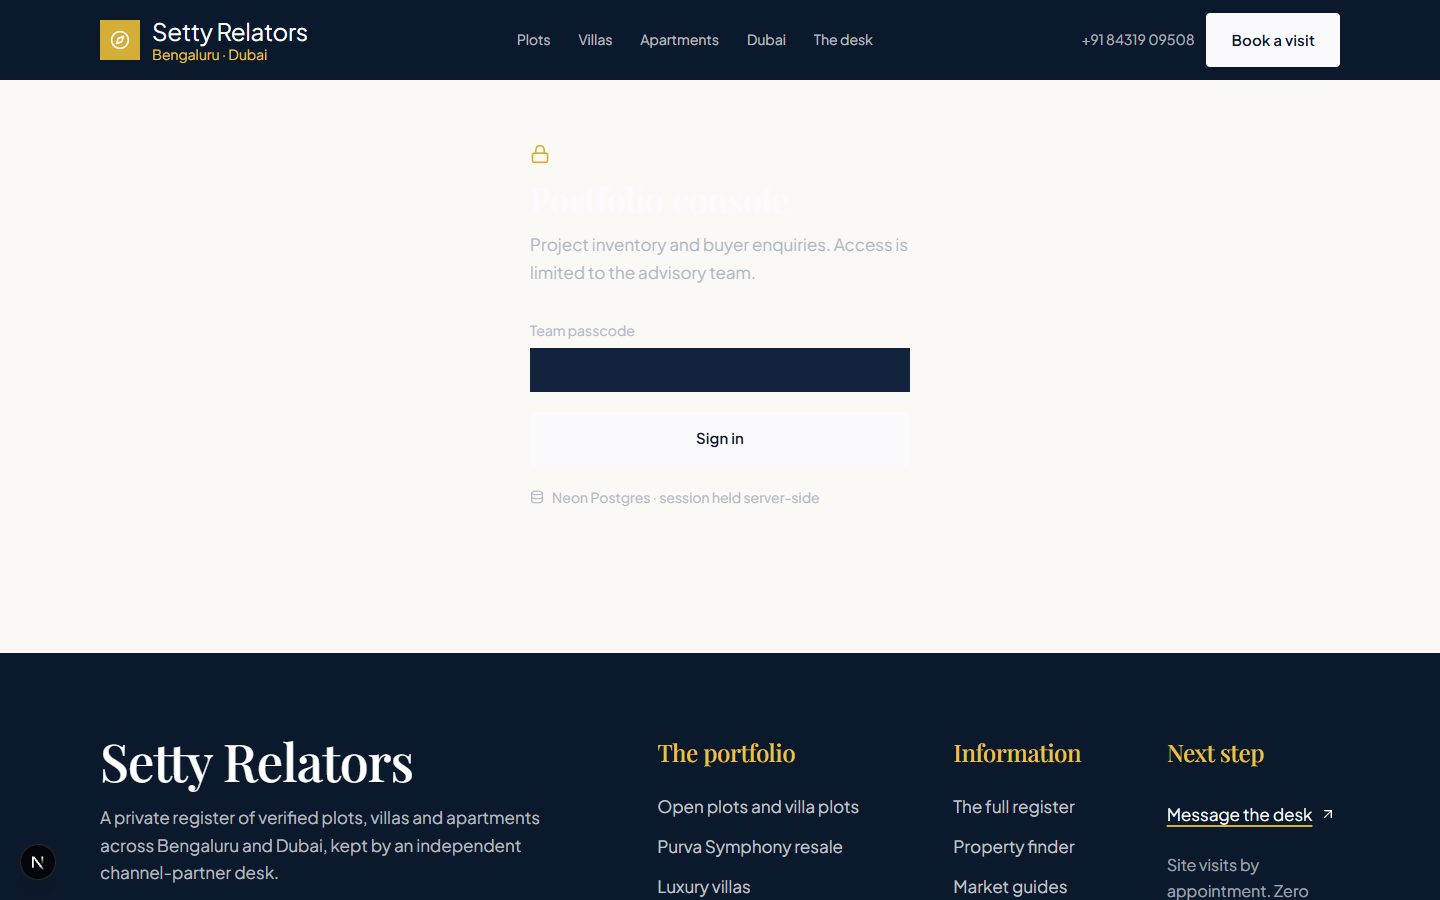 Setty Relators
Bengaluru · Dubai
Plots
Villas
Apartments
Dubai
The desk
+91 84319 09508
Book a visit
Portfolio console
Project inventory and buyer enquiries. Access is
limited to the advisory team.
Team passcode
Sign in
Neon Postgres · session held server-side
Setty Relators
A private register of verified plots, villas and apartments
across Bengaluru and Dubai, kept by an independent
channel-partner desk.
The portfolio
Open plots and villa plots
Purva Symphony resale
Luxury villas
Information
The full register
Property finder
Market guides
Next step
Message the desk
Site visits by
appointment. Zero
N